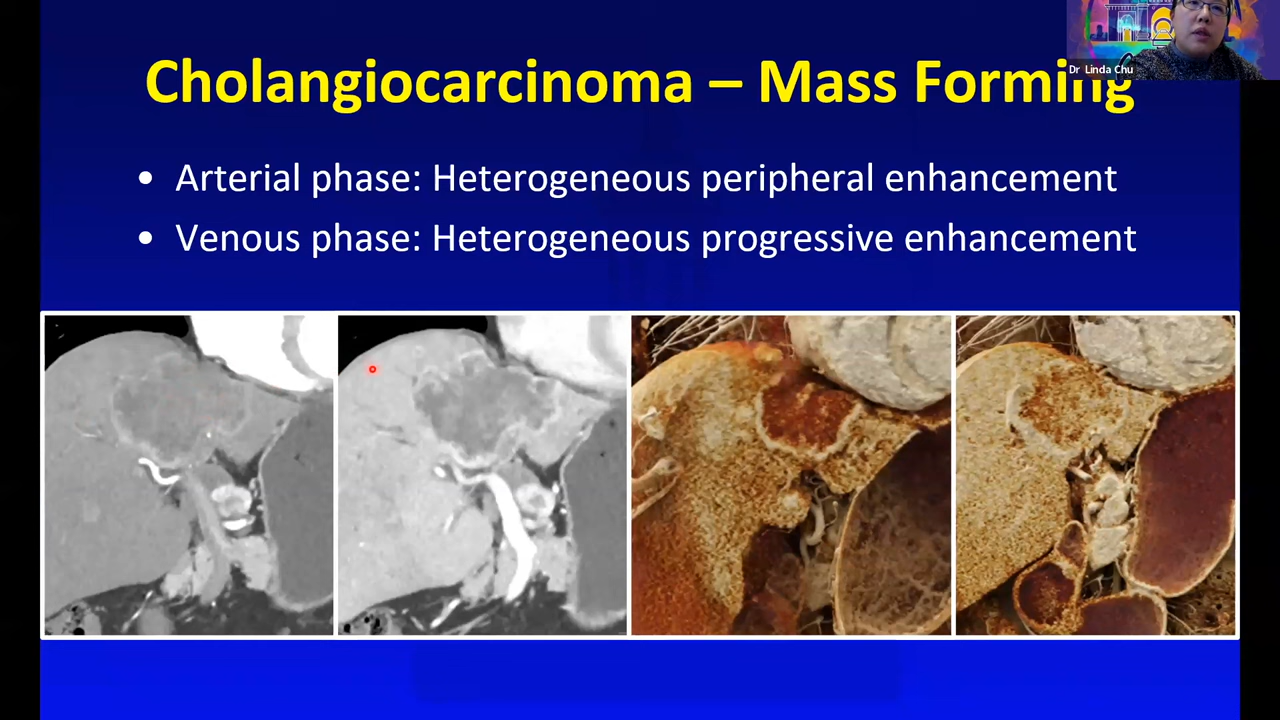 Dr Linda Chu
Cholangiocarcinoma – Mass Forming
• Arterial phase: Heterogeneous peripheral enhancement
• Venous phase: Heterogeneous progressive enhancement